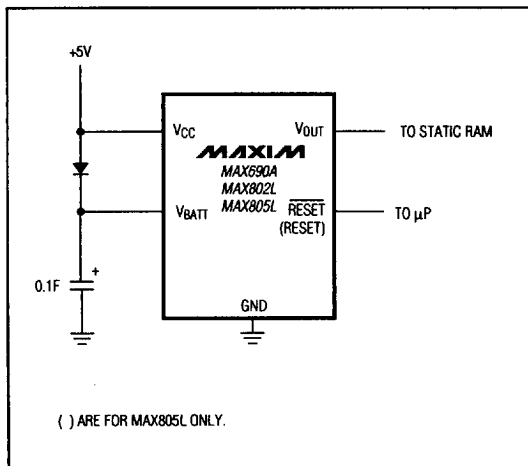 +5V
VCC
VOUT
TO STATIC RAM
MAXIM
MAX690A
MAX802L
MAX805L
VBATT
RESET
(RESET)
TO µP
0.1F
+
GND
( ) ARE FOR MAX805L ONLY.